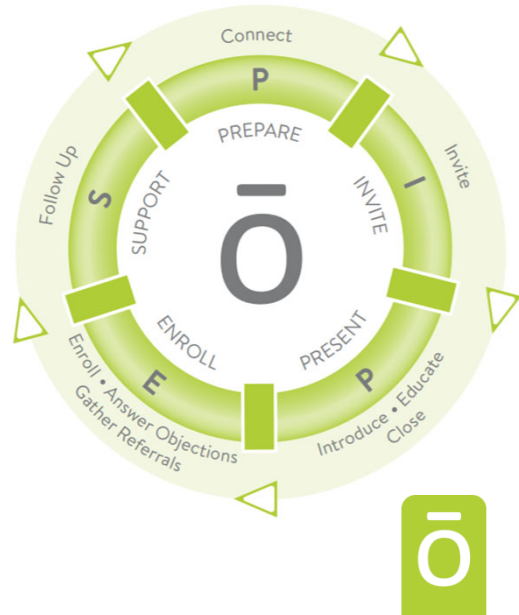 Connect
P
PREPARE
Invite
I
INVITE
PRESENT
P
Introduce • Educate
Close
ENROLL
E
Enroll • Answer Objections
Gather Referrals
SUPPORT
S
Follow Up
Ō
Ō